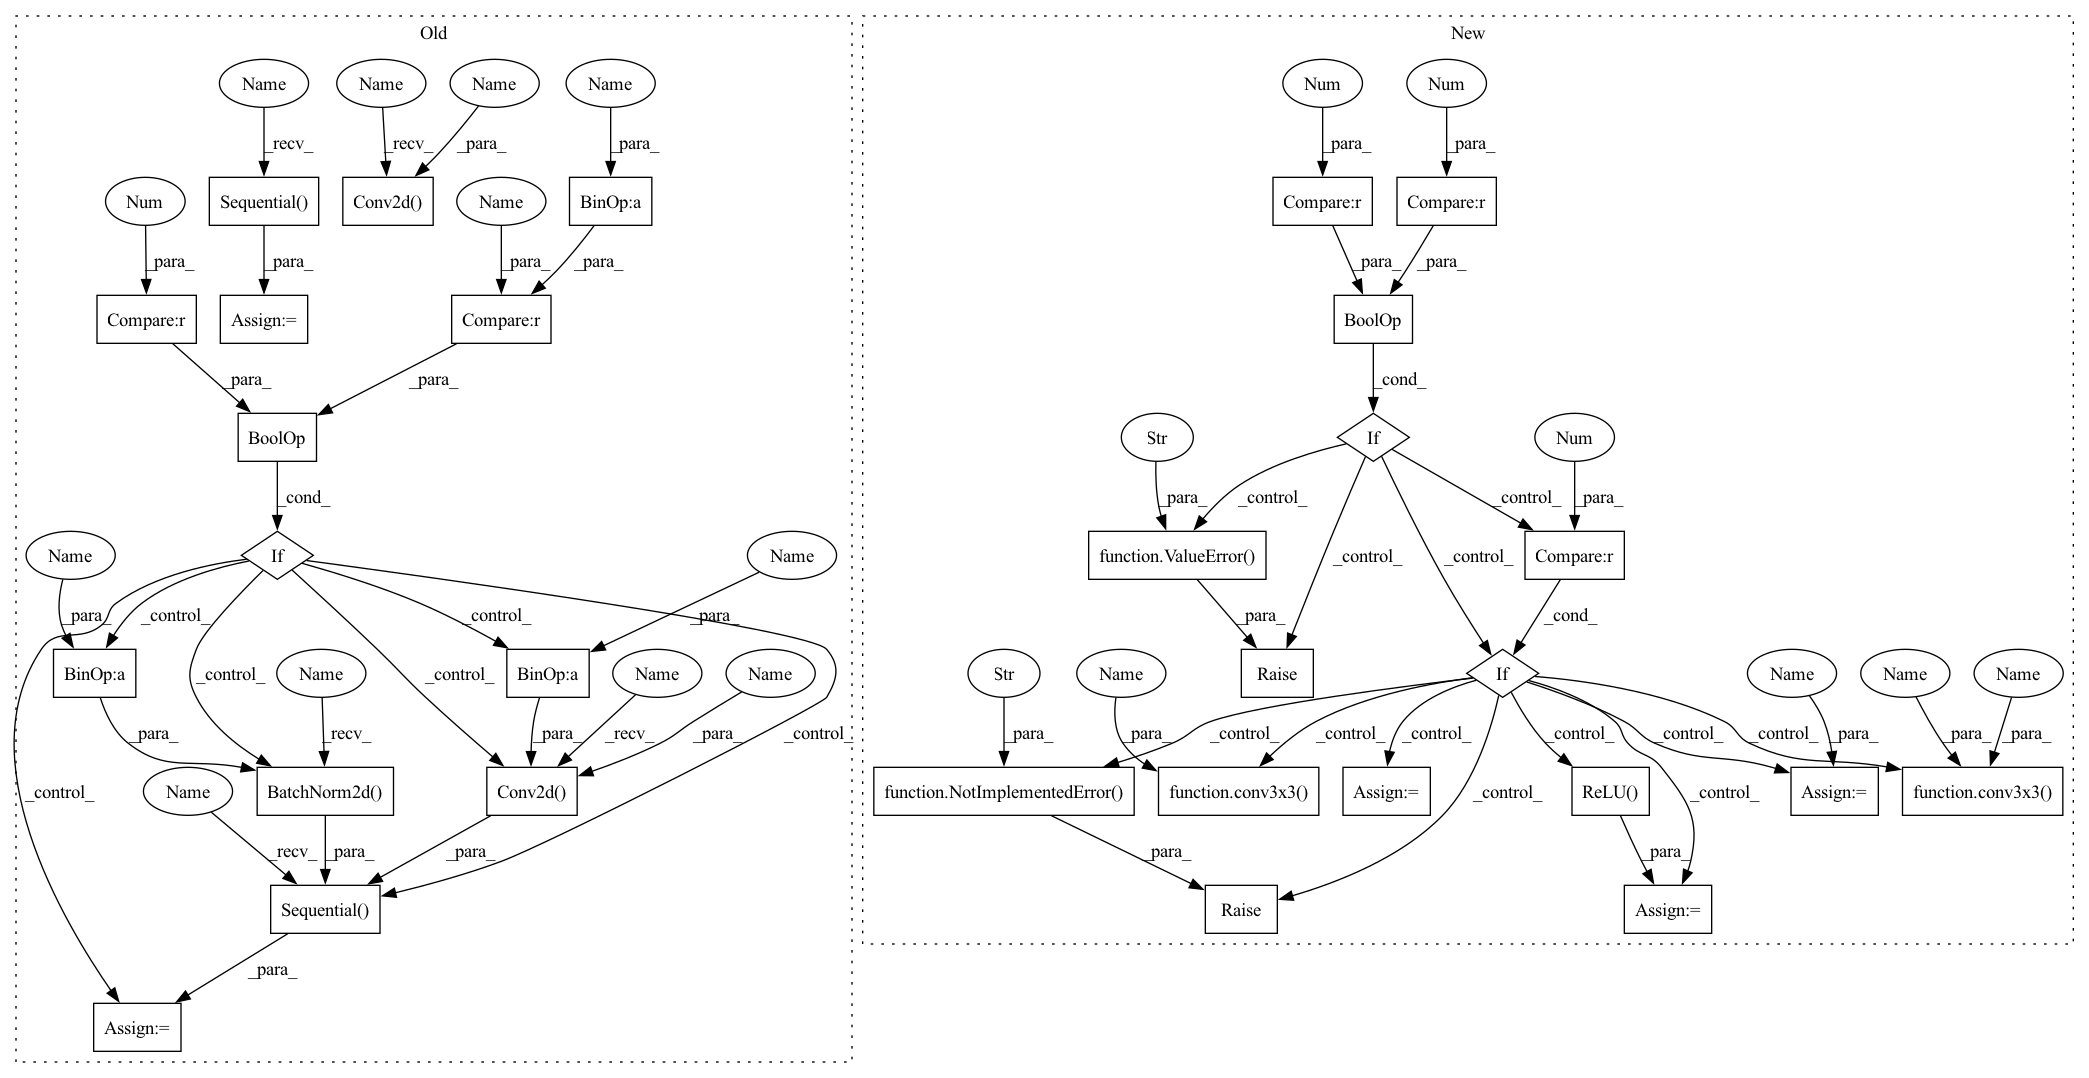 Old
New
Name
Name
Name
Name
Num
Num
_recv_
_recv_
_para_
_para_
_para_
_para_
Num
Sequential()
Conv2d()
Name
BinOp:a
Compare:r
Compare:r
_para_
_para_
_para_
_para_
_para_
_para_
Compare:r
Assign:=
Compare:r
BoolOp
_para_
_para_
_cond_
BoolOp
Str
If
Num
_cond_
_para_
_control_
_control_
_para_
Name
If
Name
function.ValueError()
Compare:r
_para_
_control_
_control_
_para_
_para_
_control_
_control_
_cond_
BinOp:a
Name
BinOp:a
Name
Name
Str
Name
Raise
If
Name
Name
Name
_control_
_control_
_para_
_recv_
_para_
_recv_
_para_
_control_
_para_
_para_
_control_
_control_
_control_
_control_
_control_
_para_
_control_
_para_
_para_
_control_
Name
BatchNorm2d()
Conv2d()
function.NotImplementedError()
function.conv3x3()
Assign:=
ReLU()
Assign:=
function.conv3x3()
_recv_
_para_
_para_
_para_
_control_
_para_
_control_
Sequential()
Raise
Assign:=
_para_
Assign:=